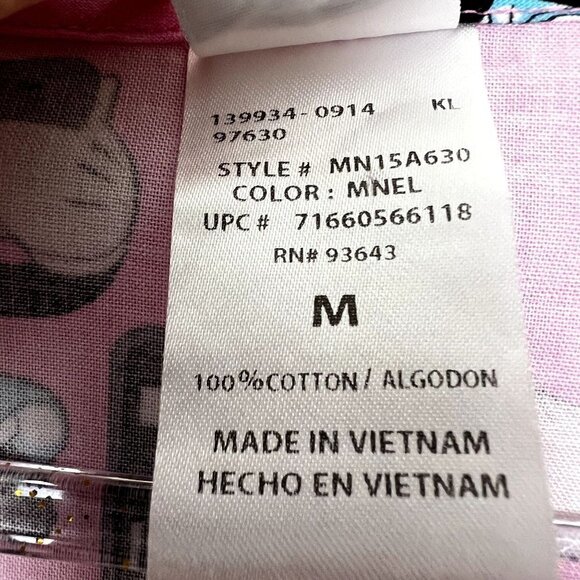 139934-0914 KL
97630
STYLE # MN15A630
COLOR : MNEL
UPC # 71660566118
RN# 93643
M
100%COTTON/ ALGODON
MADE IN VIETNAM
HECHO EN VIETNAM